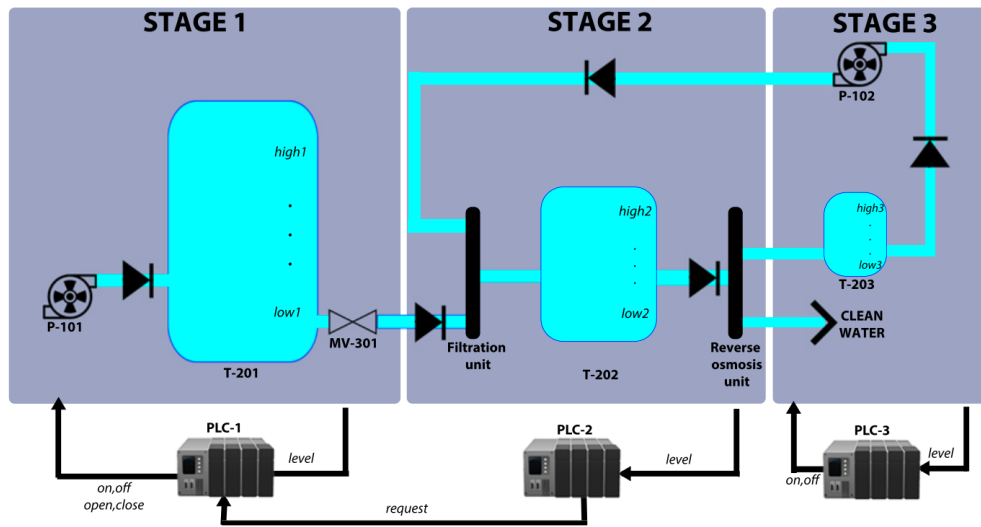 STAGE 1
STAGE 2
STAGE 3
P-102
high1
high2
high3
P-101
low1
low2
low3
T-203
MV-301
Filtration
unit
Reverse
osmosis
unit
CLEAN
WATER
T-201
T-202
PLC-1
PLC-2
PLC-3
level
level
level
on,off
open,close
on,off
request